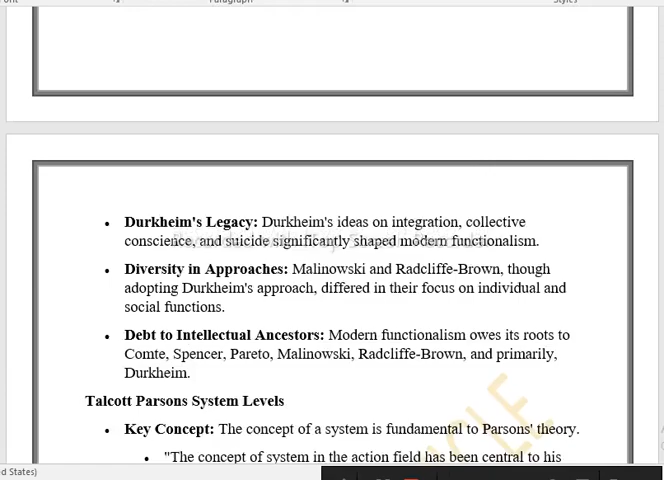 Paragraph
Styles
Durkheim's Legacy: Durkheim's ideas on integration, collective
conscience, and suicide significantly shaped modern functionalism.
Diversity in Approaches: Malinowski and Radcliffe-Brown, though
adopting Durkheim's approach, differed in their focus on individual and
social functions.
Debt to Intellectual Ancestors: Modern functionalism owes its roots to
Comte, Spencer, Pareto, Malinowski, Radcliffe-Brown, and primarily,
Durkheim.
Talcott Parsons System Levels
Key Concept: The concept of a system is fundamental to Parsons' theory.
"The concept of system in the action field has been central to his
d States)